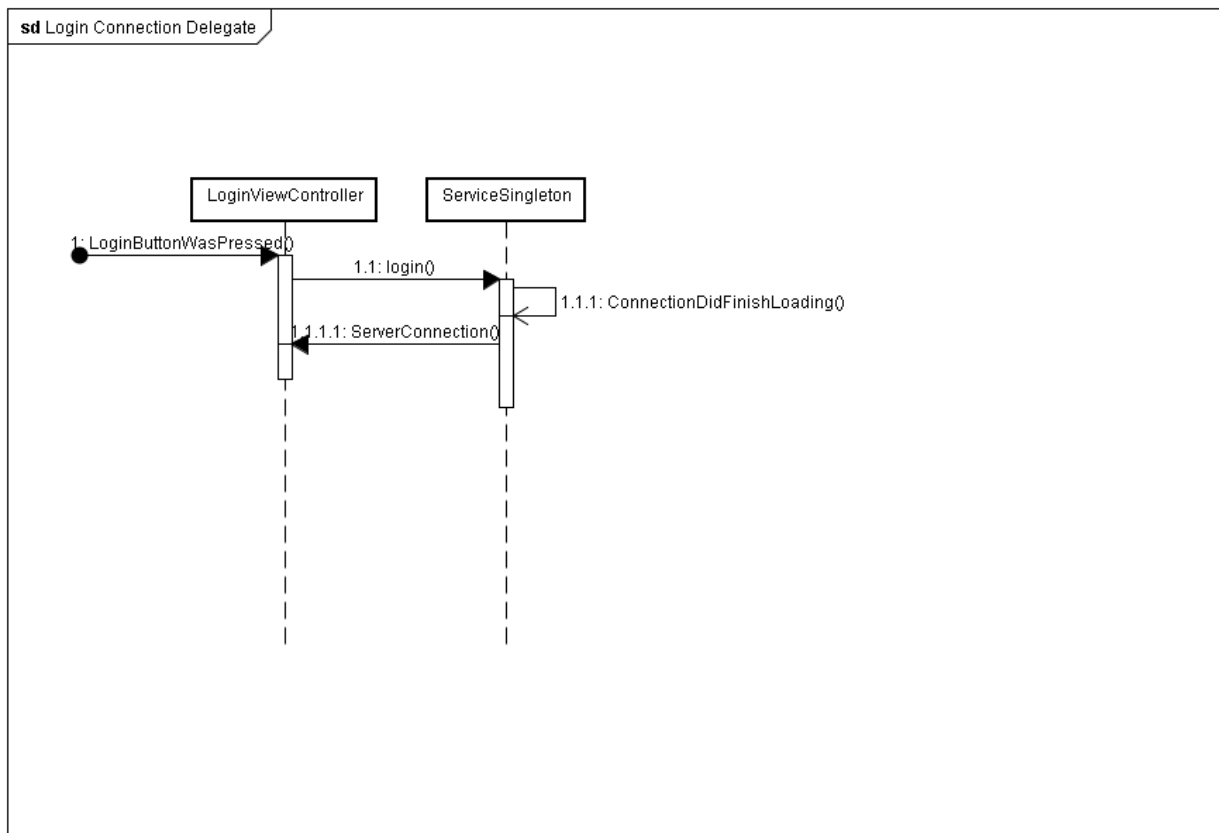 sd Login Connection Delegate
LoginViewController
ServiceSingleton
1: LoginButtonWasPressed()
1.1: login()
1.1.1: ConnectionDidFinishLoading()
1.1.1.1: ServerConnection()